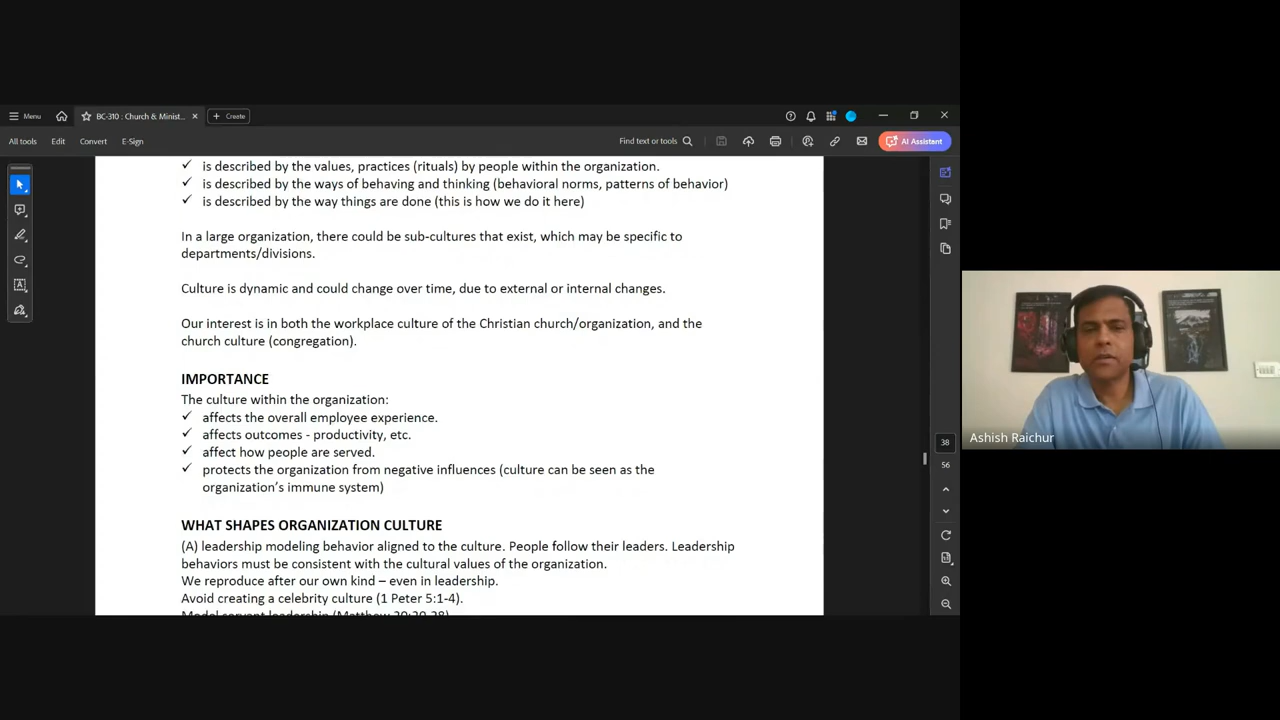 Menu
BC-310 : Church & Minist...
Create
All tools
Edit
Convert
E-Sign
Find text or tools
AI Assistant
✓ is described by the values, practices (rituals) by people within the organization.
✓ is described by the ways of behaving and thinking (behavioral norms, patterns of behavior)
✓ is described by the way things are done (this is how we do it here)
In a large organization, there could be sub-cultures that exist, which may be specific to
departments/divisions.
Culture is dynamic and could change over time, due to external or internal changes.
Our interest is in both the workplace culture of the Christian church/organization, and the
church culture (congregation).
IMPORTANCE
The culture within the organization:
✓ affects the overall employee experience.
✓ affects outcomes - productivity, etc.
✓ affect how people are served.
✓ protects the organization from negative influences (culture can be seen as the
organization's immune system)
WHAT SHAPES ORGANIZATION CULTURE
(A) leadership modeling behavior aligned to the culture. People follow their leaders. Leadership
behaviors must be consistent with the cultural values of the organization.
We reproduce after our own kind – even in leadership.
Avoid creating a celebrity culture (1 Peter 5:1-4).
Model servant leadership (Matthew 20:20-28)
38
56
Ashish Raichur